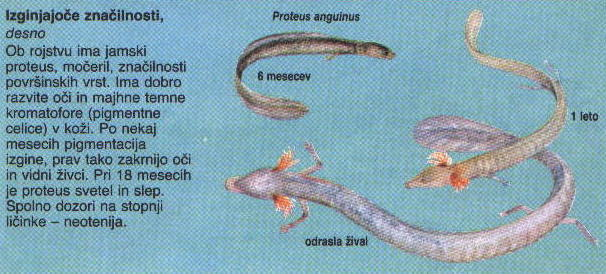 Izginjajoče značilnosti,
desno
Ob rojstvu ima jamski
proteus, močeril, značilnosti
površinskih vrst. Ima dobro
razvite oči in majhne temne
kromatofore (pigmentne
celice) v koži. Po nekaj
mesecih pigmentacija
izgine, prav tako zakrnijo oči
in vidni živci. Pri 18 mesecih
je proteus svetel in slep.
Spolno dozori na stopnji
ličinke – neotenija.
Proteus anguinus
6 mesecev
1 leto
odrasla žival